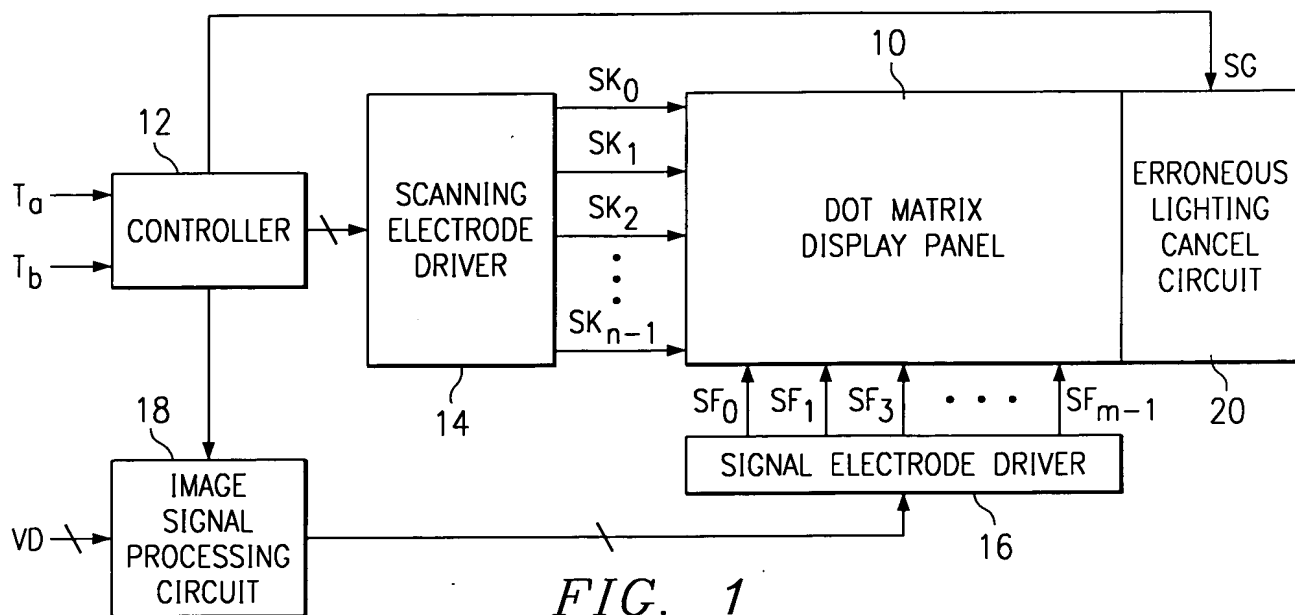 10
SG
SK0
12
SK1
Ta
CONTROLLER
SCANNING
ELECTRODE
DRIVER
SK2
DOT MATRIX
DISPLAY PANEL
ERRONEOUS
LIGHTING
CANCEL
CIRCUIT
Tb
SKn-1
14
SF0
SF1
SF3
SFm-1
20
18
SIGNAL ELECTRODE DRIVER
16
VD
IMAGE
SIGNAL
PROCESSING
CIRCUIT
FIG. 1